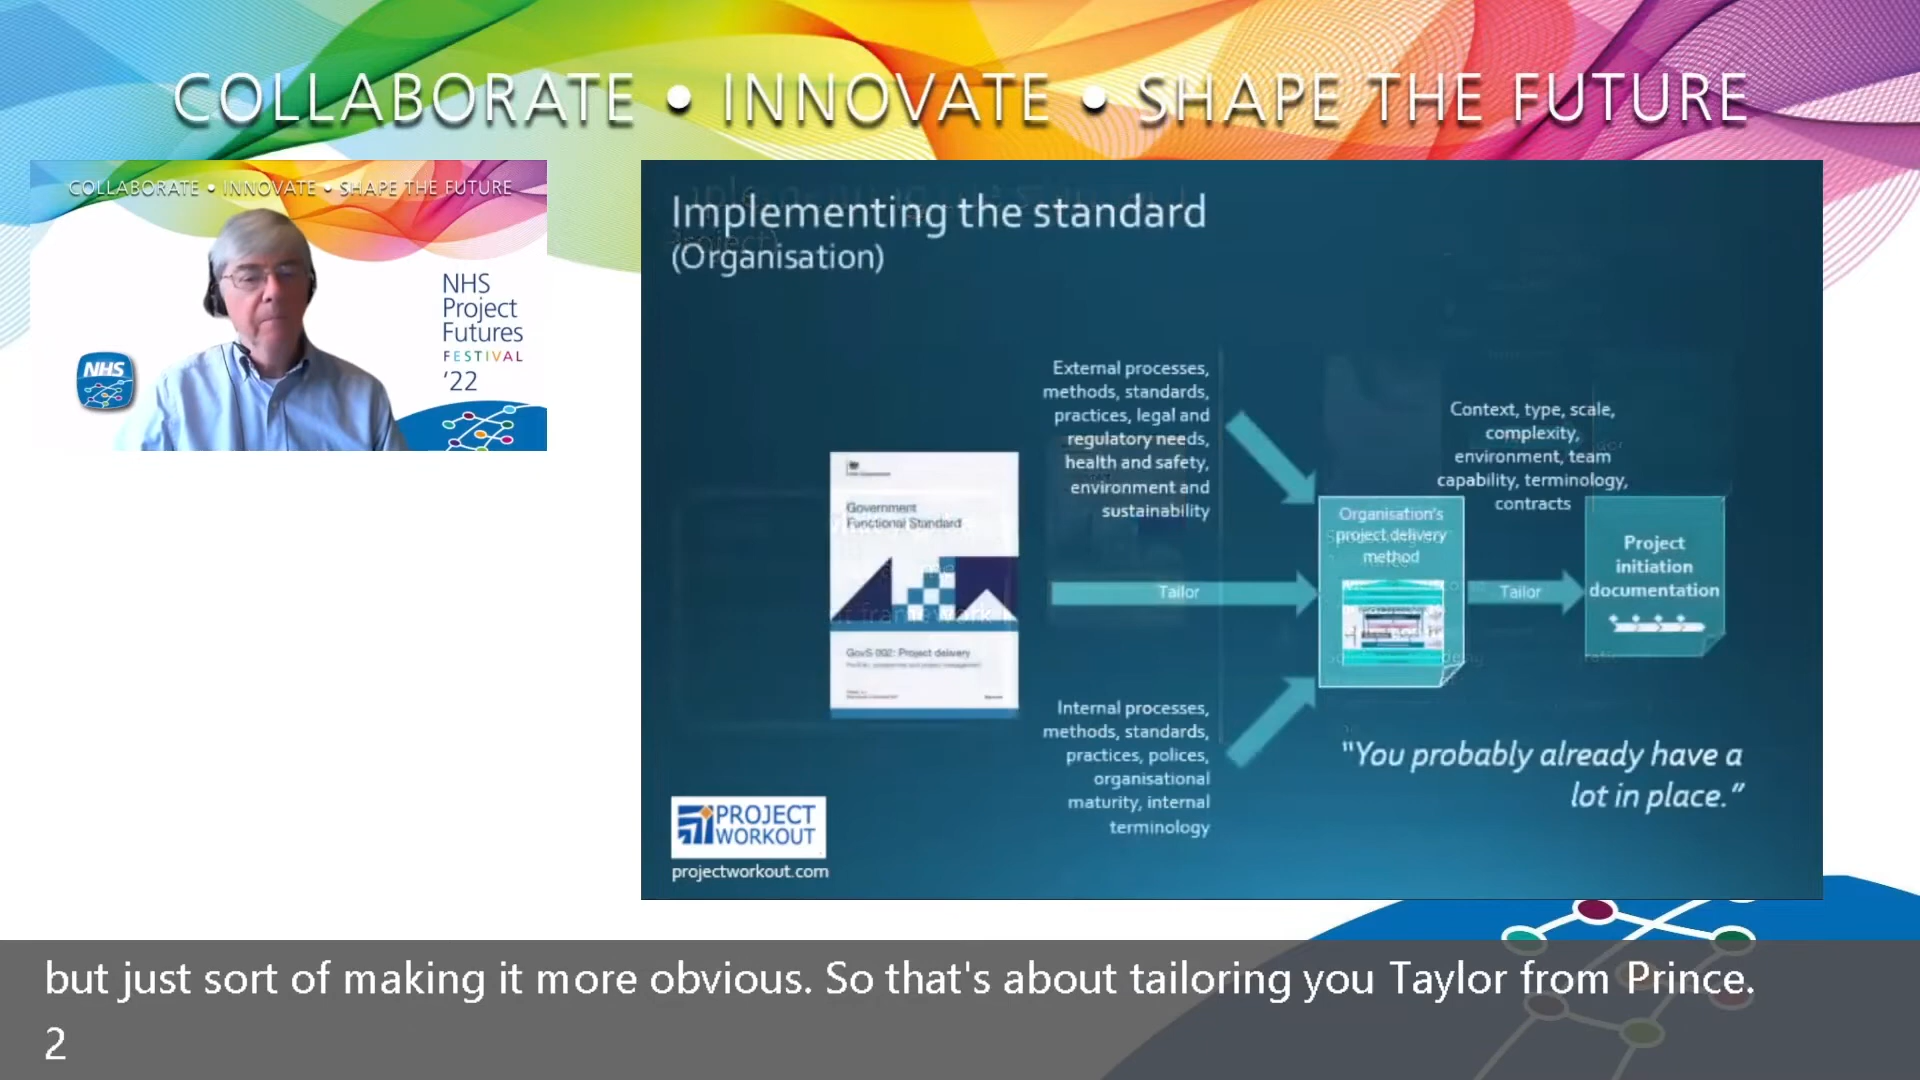 COLLABORATE • INNOVATE • SHAPE THE FUTURE
COLLABORATE • INNOVATE • SHAPE THE FUTURE
NHS
Project
Futures
FESTIVAL
'22
NHS
Implementing the standard
(Organisation)
External processes,
methods, standards,
practices, legal and
regulatory needs,
health and safety,
environment and
sustainability
Context, type, scale,
complexity,
environment, team
capability, terminology,
contracts
Government
Functional Standard
GovS 002: Project delivery
Tailor
Organisation's
project delivery
method
Tailor
Project
initiation
documentation
Internal processes,
methods, standards,
practices, polices,
organisational
maturity, internal
terminology
"You probably already have a
lot in place."
PROJECT
WORKOUT
projectworkout.com
but just sort of making it more obvious. So that's about tailoring you Taylor from Prince.
2